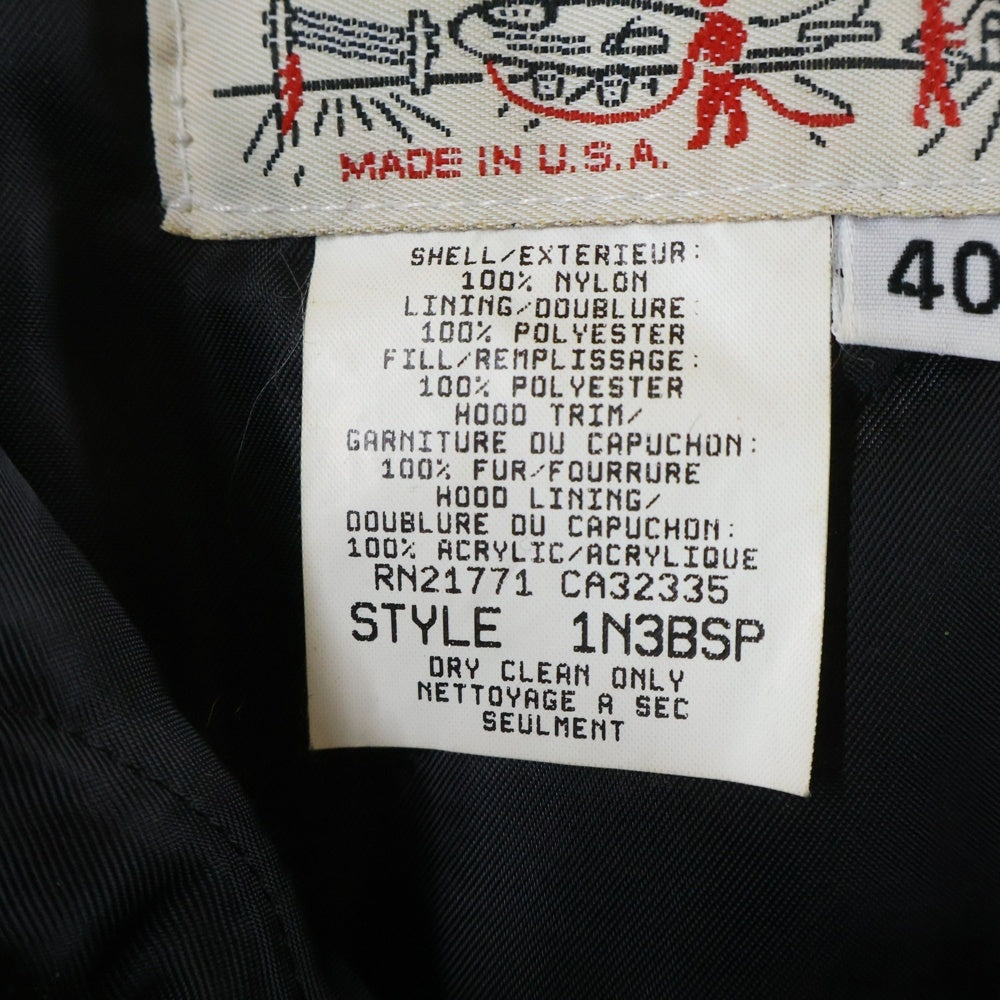 MADE IN U.S.A.
40
SHELL/EXTERIEUR:
100% NYLON
LINING/DOUBLURE:
100% POLYESTER
FILL/REMPLISSAGE:
100% POLYESTER
HOOD TRIM/
GARNITURE DU CAPUCHON:
100% FUR/FOURRURE
HOOD LINING/
DOUBLURE DU CAPUCHON:
100% ACRYLIC/ACRYLIQUE
RN21771 CA32335
STYLE 1N3BSP
DRY CLEAN ONLY
NETTOYAGE A SEC
SEULMENT